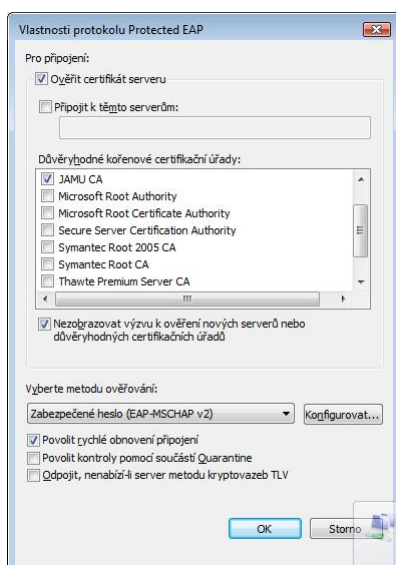 Vlastnosti protokolu Protected EAP
Pro připojení:
Ověřit certifikát serveru
Připojit k těmto serverům:
Důvěryhodné kořenové certifikační úřady:
JAMU CA
Microsoft Root Authority
Microsoft Root Certificate Authority
Secure Server Certification Authority
Symantec Root 2005 CA
Symantec Root CA
Thawte Premium Server CA
Nezobrazovat výzvu k ověření nových serverů nebo
důvěryhodných certifikačních úřadů
Vyberte metodu ověřování:
Zabezpečené heslo (EAP-MSCHAP v2)
Konfigurovat...
Povolit rychlé obnovení připojení
Povolit kontroly pomocí součástí Quarantine
Odpojit, nenabízí-li server metodu kryptovazeb TLV
OK
Storno